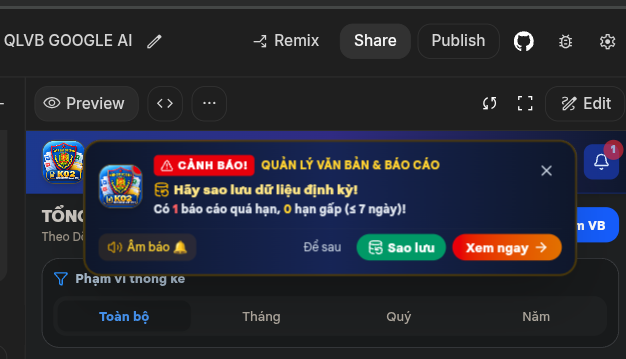 QLVB GOOGLE AI
Remix
Share
Publish
Preview
Edit
CẢNH BÁO! QUẢN LÝ VĂN BẢN & BÁO CÁO
Hãy sao lưu dữ liệu định kỳ!
Có 1 báo cáo quá hạn, 0 hạn gấp (≤ 7 ngày)!
Âm báo 🔔
Để sau
Sao lưu
Xem ngay →
K02
1
TỔNG
Theo
VB
Phạm vi thống kê
Toàn bộ
Tháng
Quý
Năm